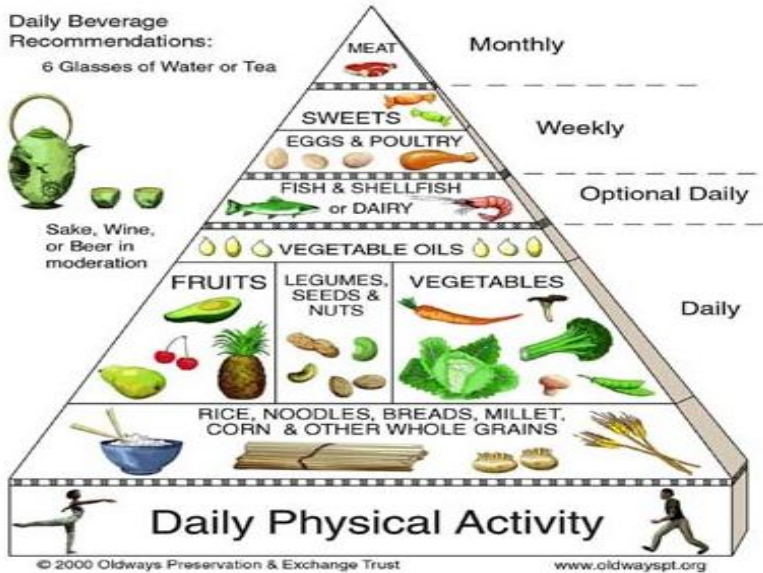 Daily Beverage
Recommendations:
6 Glasses of Water or Tea
Sake, Wine,
or Beer in
moderation
MEAT
Monthly
SWEETS
EGGS & POULTRY
Weekly
FISH & SHELLFISH
or DAIRY
Optional Daily
VEGETABLE OILS
FRUITS
LEGUMES,
SEEDS &
NUTS
VEGETABLES
Daily
RICE, NOODLES, BREADS, MILLET,
CORN & OTHER WHOLE GRAINS
Daily Physical Activity
© 2000 Oldways Preservation & Exchange Trust
www.oldwayspt.org